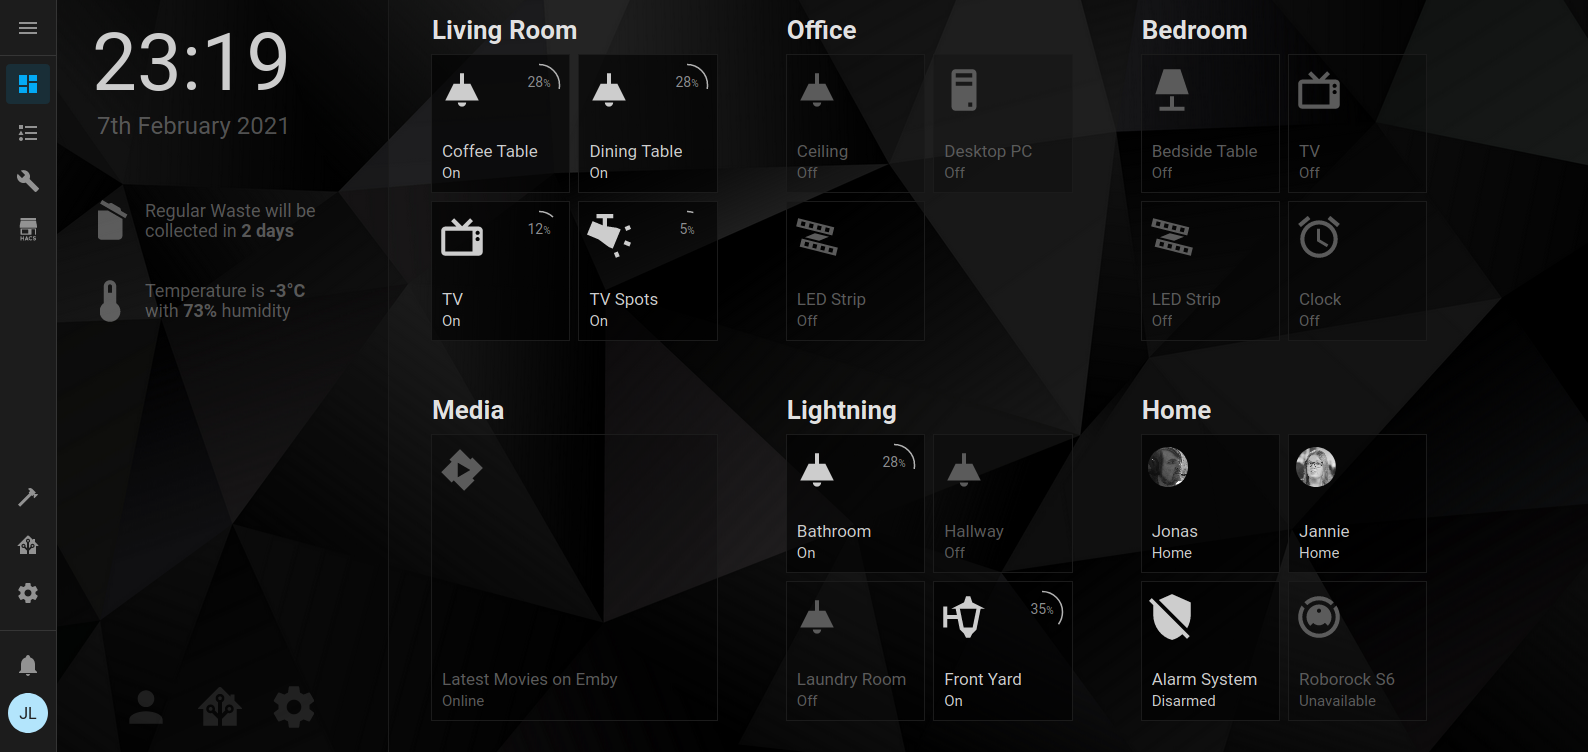 23:19
7th February 2021
Regular Waste will be
collected in 2 days
Temperature is -3°C
with 73% humidity
HACS
JL
Living Room
28%
Coffee Table
On
28%
Dining Table
On
12%
TV
On
5%
TV Spots
On
Office
Ceiling
Off
Desktop PC
Off
LED Strip
Off
Bedroom
Bedside Table
Off
TV
Off
LED Strip
Off
Clock
Off
Media
Latest Movies on Emby
Online
Lightning
28%
Bathroom
On
Hallway
Off
Laundry Room
Off
35%
Front Yard
On
Home
Jonas
Home
Jannie
Home
Alarm System
Disarmed
Roborock S6
Unavailable